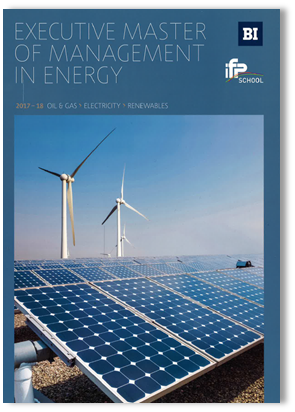 EXECUTIVE MASTER
OF MANAGEMENT
IN ENERGY
BI
ifp
SCHOOL
2017 - 18 OIL & GAS * ELECTRICITY * RENEWABLES